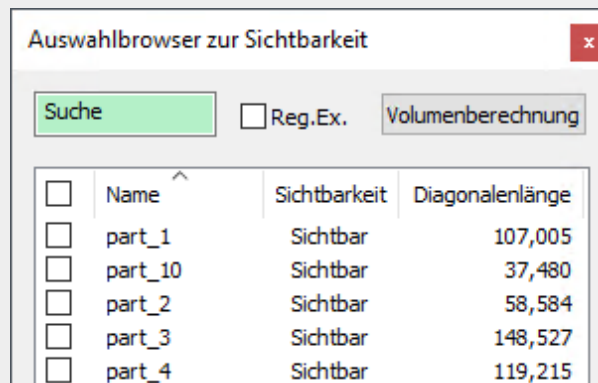 Auswahlbrowser zur Sichtbarkeit x
Suche Reg.Ex. Volumenberechnung
Name Sichtbarkeit Diagonalenlänge
part_1 Sichtbar 107,005
part_10 Sichtbar 37,480
part_2 Sichtbar 58,584
part_3 Sichtbar 148,527
part_4 Sichtbar 119,215